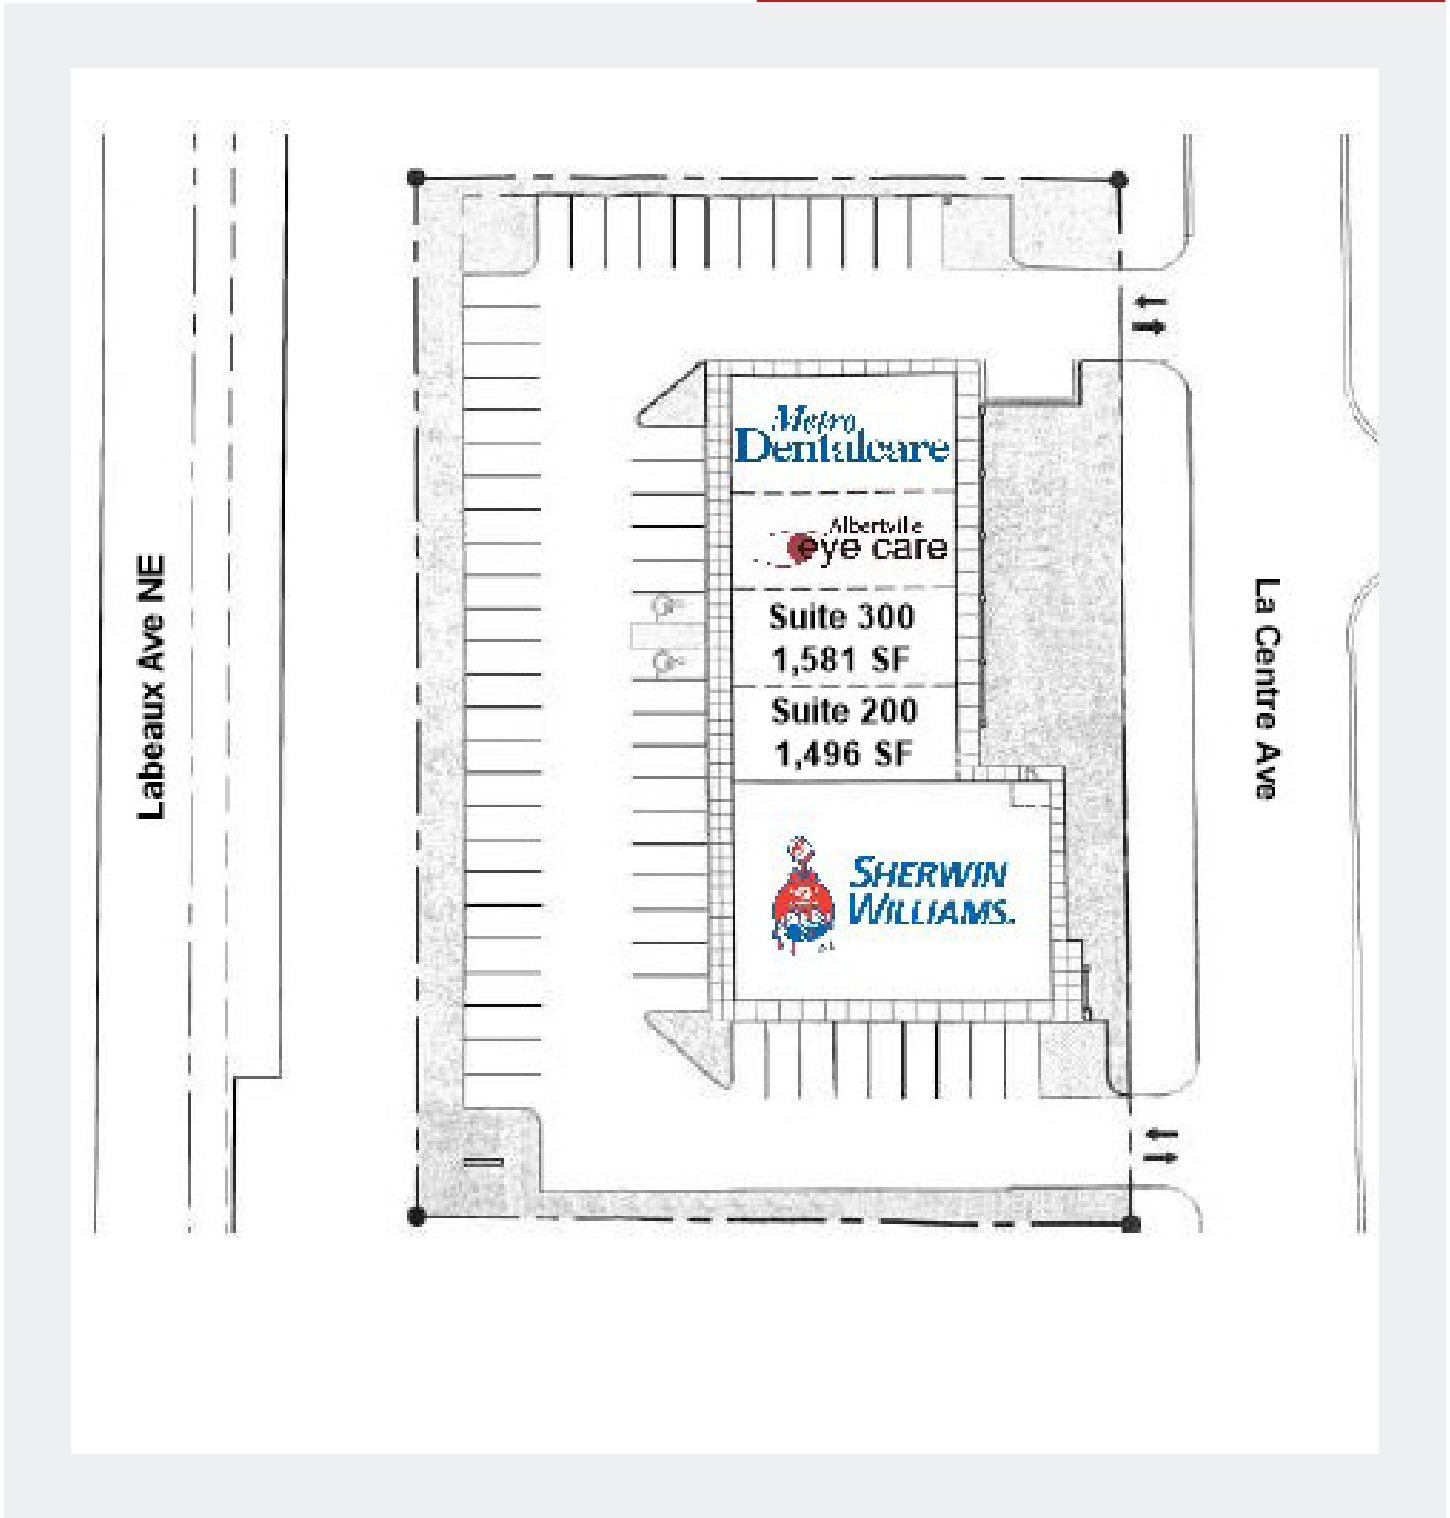 Metro
Dentalcare
Albertville
eye care
Suite 300
1,581 SF
Suite 200
1,496 SF
SHERWIN
WILLIAMS.
Labeaux Ave NE
La Centre Ave